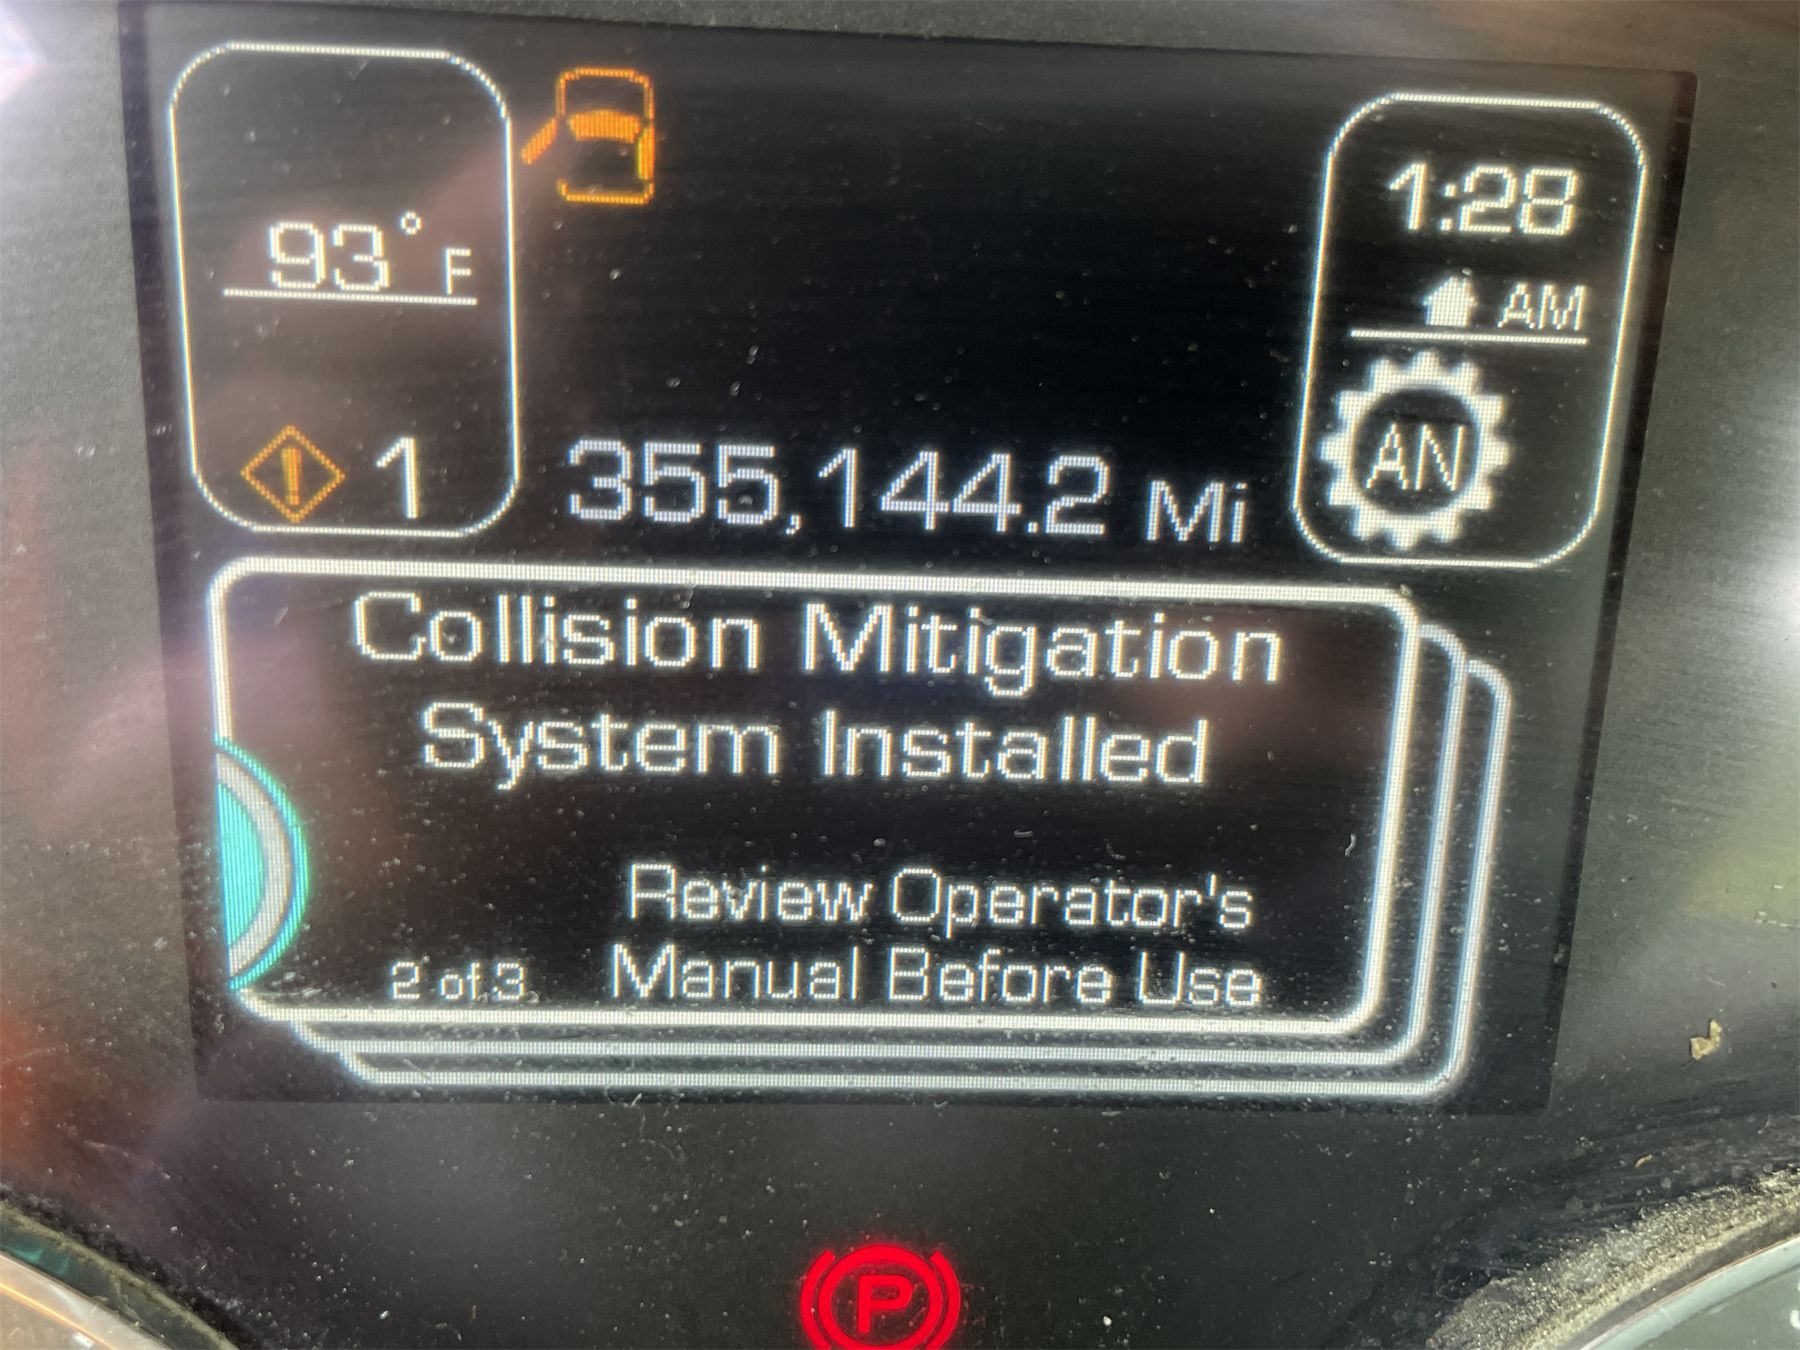 93°F
1
355,144.2 Mi
1:28
AM
AN
Collision Mitigation
System Installed
Review Operator's
Manual Before Use
2 of 3
P